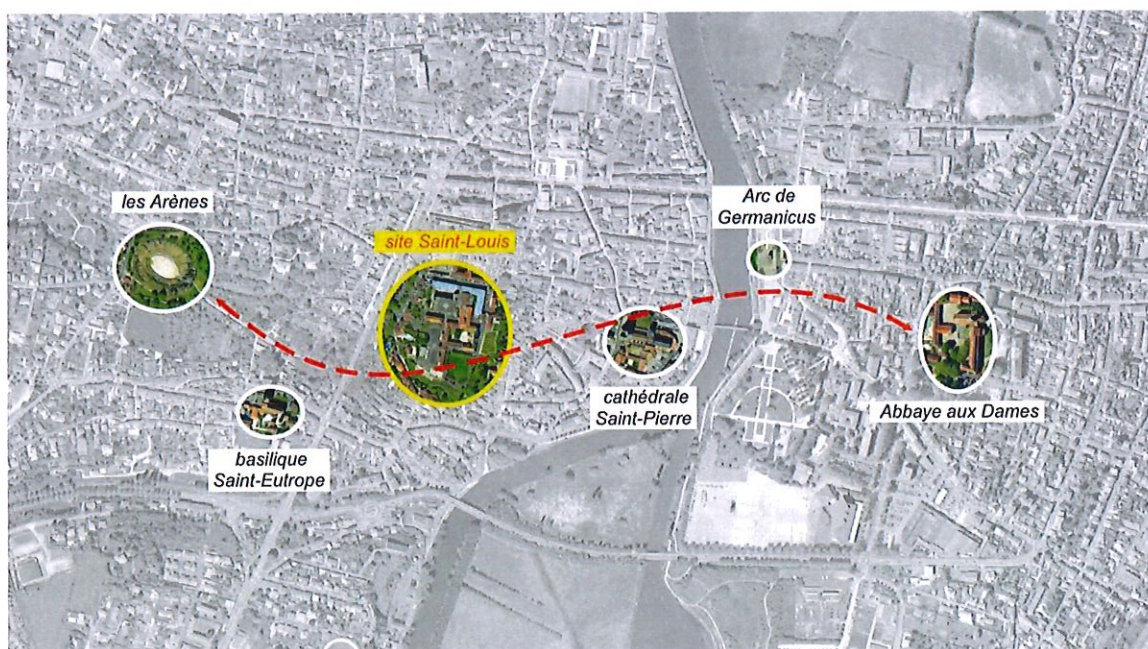 les Arènes
site Saint-Louis
Arc de
Germanicus
cathédrale
Saint-Pierre
Abbaye aux Dames
basilique
Saint-Eutrope